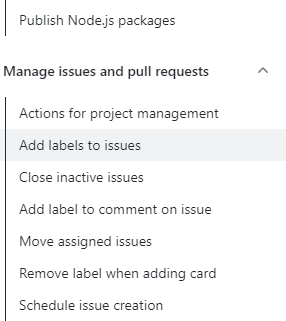 Publish Node.js packages
Manage issues and pull requests
Actions for project management
Add labels to issues
Close inactive issues
Add label to comment on issue
Move assigned issues
Remove label when adding card
Schedule issue creation